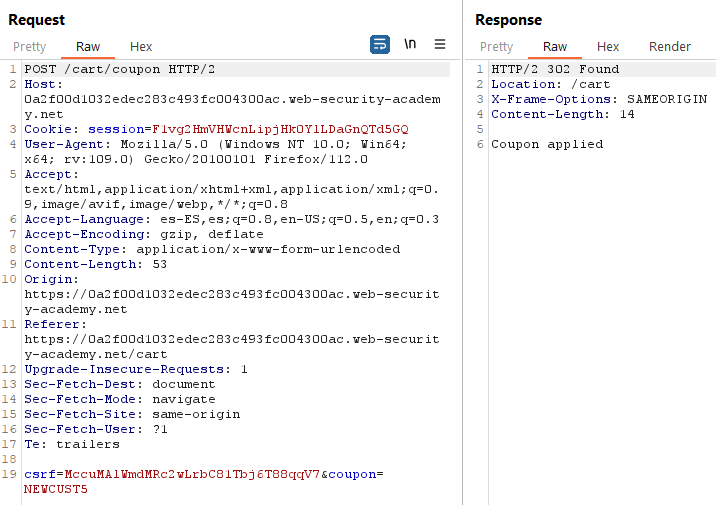 Request
Pretty Raw Hex
\n
1 POST /cart/coupon HTTP/2
2 Host:
0a2f00d1032edec283c493fc004300ac.web-security-academ
y.net
3 Cookie: session=F1vg2HmVHWcnLipjHkOYlLDaGnQTd5GQ
4 User-Agent: Mozilla/5.0 (Windows NT 10.0; Win64;
x64; rv:109.0) Gecko/20100101 Firefox/112.0
5 Accept:
text/html,application/xhtml+xml,application/xml;q=0.
9,image/avif,image/webp,*/*;q=0.8
6 Accept-Language: es-ES,es;q=0.8,en-US;q=0.5,en;q=0.3
7 Accept-Encoding: gzip, deflate
8 Content-Type: application/x-www-form-urlencoded
9 Content-Length: 53
10 Origin:
https://0a2f00d1032edec283c493fc004300ac.web-securit
y-academy.net
11 Referer:
https://0a2f00d1032edec283c493fc004300ac.web-securit
y-academy.net/cart
12 Upgrade-Insecure-Requests: 1
13 Sec-Fetch-Dest: document
14 Sec-Fetch-Mode: navigate
15 Sec-Fetch-Site: same-origin
16 Sec-Fetch-User: ?1
17 Te: trailers
18
19 csrf=MccuMAlWmdMRc2wLrbC81Tbj6T88qqV7&coupon=
NEWCUST5
Response
Pretty Raw Hex Render
1 HTTP/2 302 Found
2 Location: /cart
3 X-Frame-Options: SAMEORIGIN
4 Content-Length: 14
5
6 Coupon applied